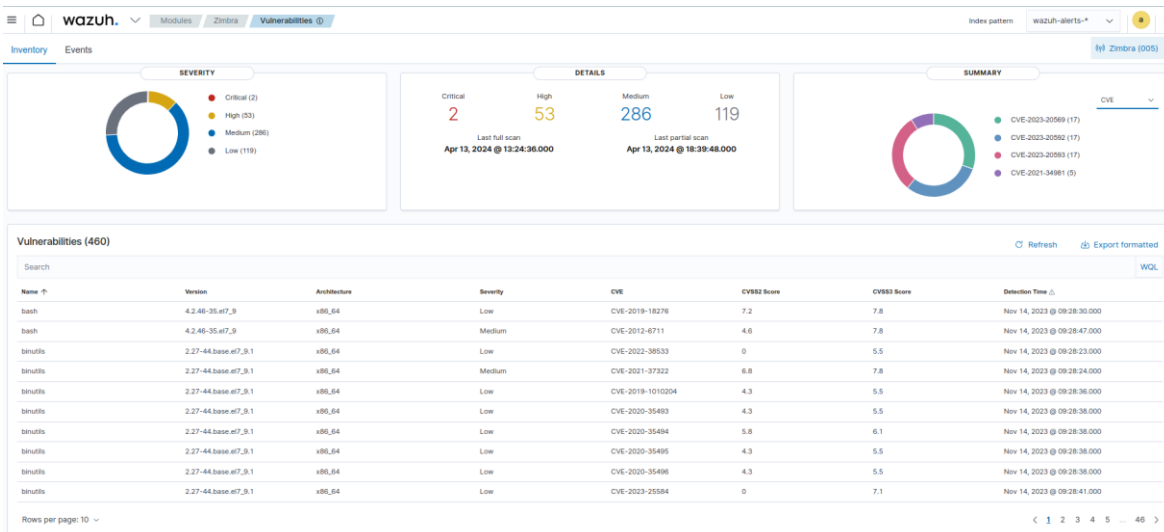 wazuh. Modules Zimbra Vulnerabilities Index pattern wazuh-alerts-* a
Inventory Events Zimbra (005)
SEVERITY
Critical (2)
High (53)
Medium (286)
Low (119)
DETAILS
Critical High Medium Low
2 53 286 119
Last full scan Last partial scan
Apr 13, 2024 @ 13:24:36.000 Apr 13, 2024 @ 18:39:48.000
SUMMARY
CVE
CVE-2023-20569 (17)
CVE-2023-20592 (17)
CVE-2023-20593 (17)
CVE-2021-34981 (5)
Vulnerabilities (460) Refresh Export formatted
Search WQL
Name Version Architecture Severity CVE CVSS2 Score CVSS3 Score Detection Time
bash 4.2.46-35.el7_9 x86_64 Low CVE-2019-18276 7.2 7.8 Nov 14, 2023 @ 09:28:30.000
bash 4.2.46-35.el7_9 x86_64 Medium CVE-2012-6711 4.6 7.8 Nov 14, 2023 @ 09:28:47.000
binutils 2.27-44.base.el7_9.1 x86_64 Low CVE-2022-38533 0 5.5 Nov 14, 2023 @ 09:28:23.000
binutils 2.27-44.base.el7_9.1 x86_64 Medium CVE-2021-37322 6.8 7.8 Nov 14, 2023 @ 09:28:24.000
binutils 2.27-44.base.el7_9.1 x86_64 Low CVE-2019-1010204 4.3 5.5 Nov 14, 2023 @ 09:28:36.000
binutils 2.27-44.base.el7_9.1 x86_64 Low CVE-2020-35493 4.3 5.5 Nov 14, 2023 @ 09:28:38.000
binutils 2.27-44.base.el7_9.1 x86_64 Low CVE-2020-35494 5.8 6.1 Nov 14, 2023 @ 09:28:38.000
binutils 2.27-44.base.el7_9.1 x86_64 Low CVE-2020-35495 4.3 5.5 Nov 14, 2023 @ 09:28:38.000
binutils 2.27-44.base.el7_9.1 x86_64 Low CVE-2020-35496 4.3 5.5 Nov 14, 2023 @ 09:28:38.000
binutils 2.27-44.base.el7_9.1 x86_64 Low CVE-2023-25584 0 7.1 Nov 14, 2023 @ 09:28:41.000
Rows per page: 10 1 2 3 4 5 ... 46